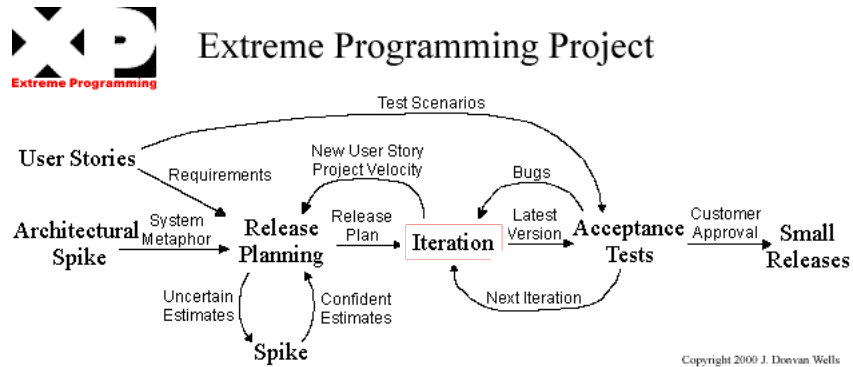 XP
Extreme Programming
Extreme Programming Project
Test Scenarios
User Stories
Requirements
New User Story
Project Velocity
Bugs
Architectural
Spike
System
Metaphor
Release
Planning
Release
Plan
Iteration
Latest
Version
Acceptance
Tests
Customer
Approval
Small
Releases
Uncertain
Estimates
Confident
Estimates
Next Iteration
Spike
Copyright 2000 J. Donvan Wells